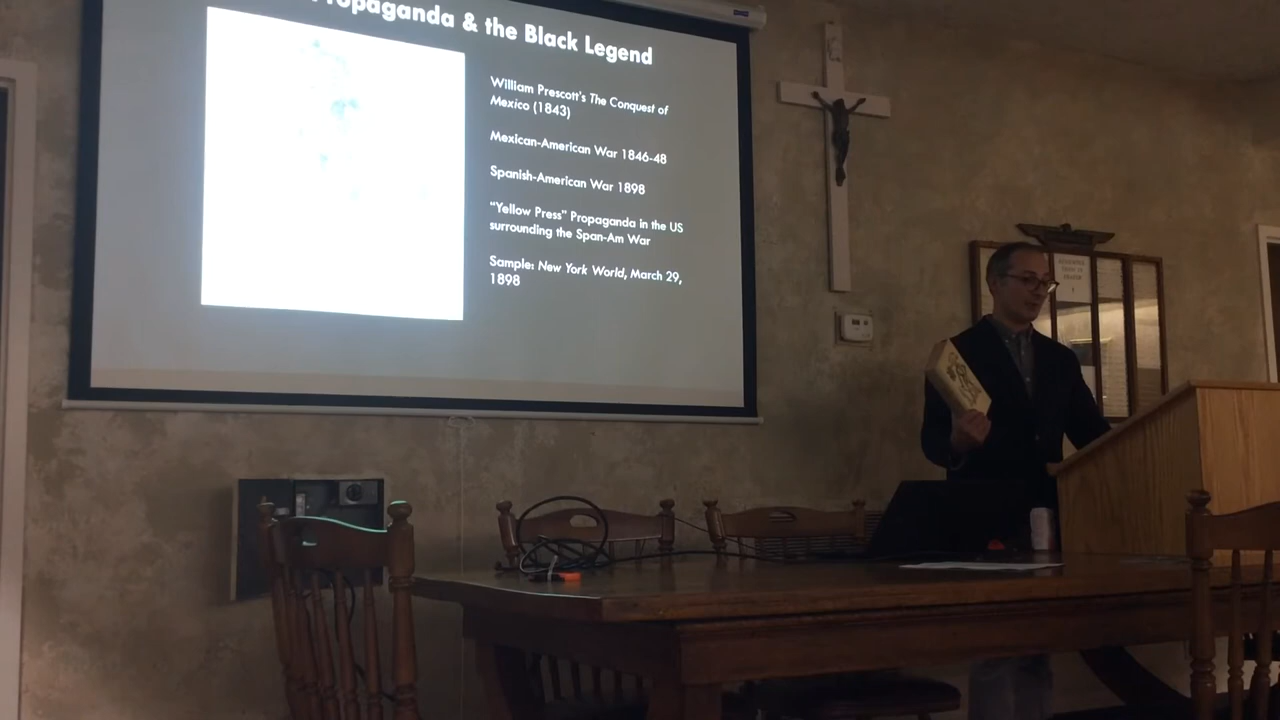 Propaganda & the Black Legend
William Prescott's The Conquest of
Mexico (1843)
Mexican-American War 1846-48
Spanish-American War 1898
"Yellow Press" Propaganda in the US
surrounding the Span-Am War
Sample: New York World, March 29,
1898